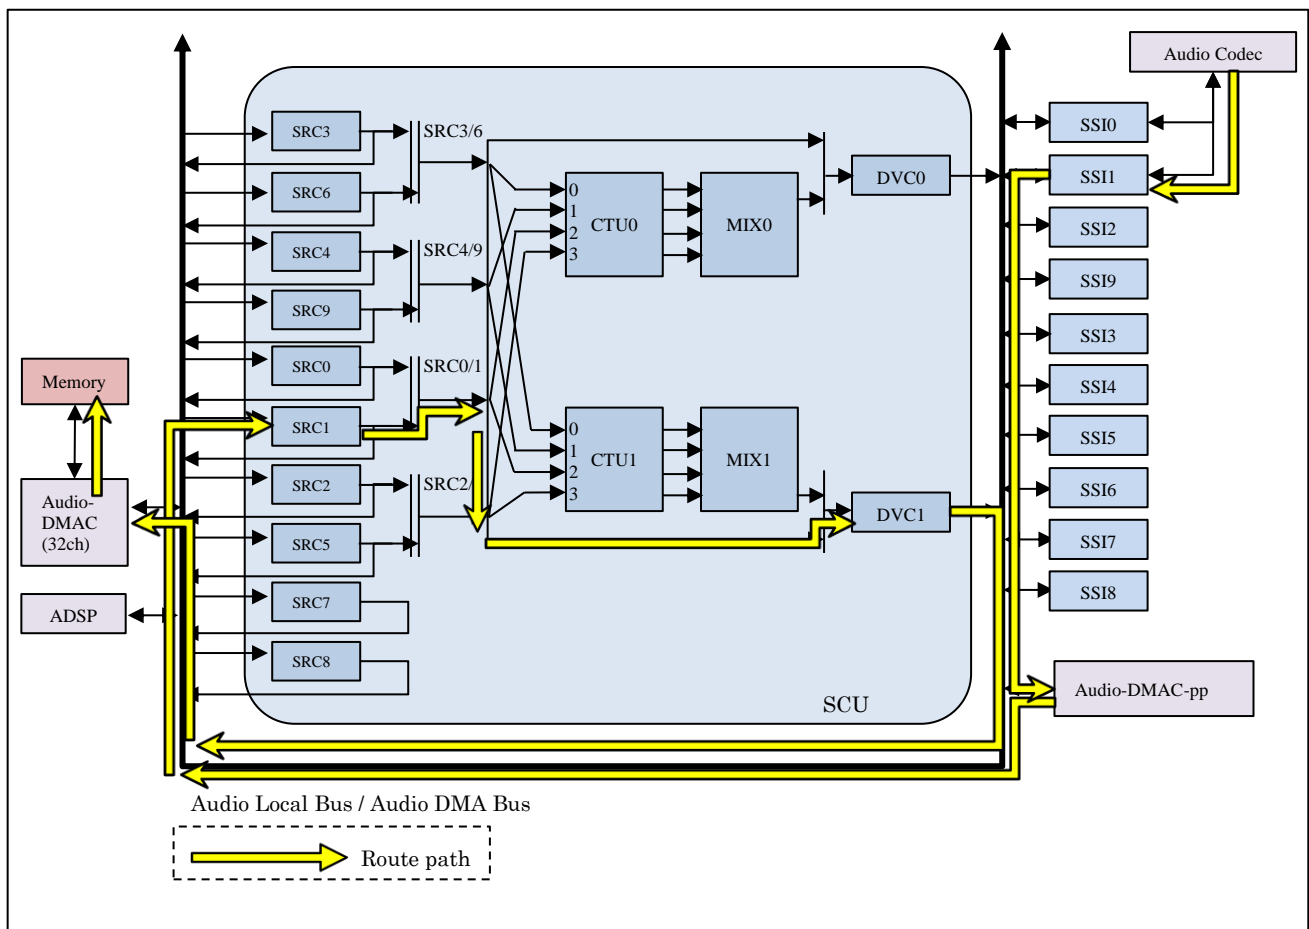 Audio Codec
SRC3
SRC3/6
SSI0
SRC6
DVC0
SSI1
0
1
2
3
CTU0
MIX0
SSI2
SRC4
SRC4/9
SSI9
SRC9
SSI3
SRC0
SRC0/1
Memory
SSI4
SRC1
0
1
2
3
CTU1
MIX1
SSI5
SRC2
SRC2/
SSI6
Audio-
DMAC
(32ch)
DVC1
SRC5
SSI7
SRC7
SSI8
ADSP
SRC8
Audio-DMAC-pp
SCU
Audio Local Bus / Audio DMA Bus
Route path